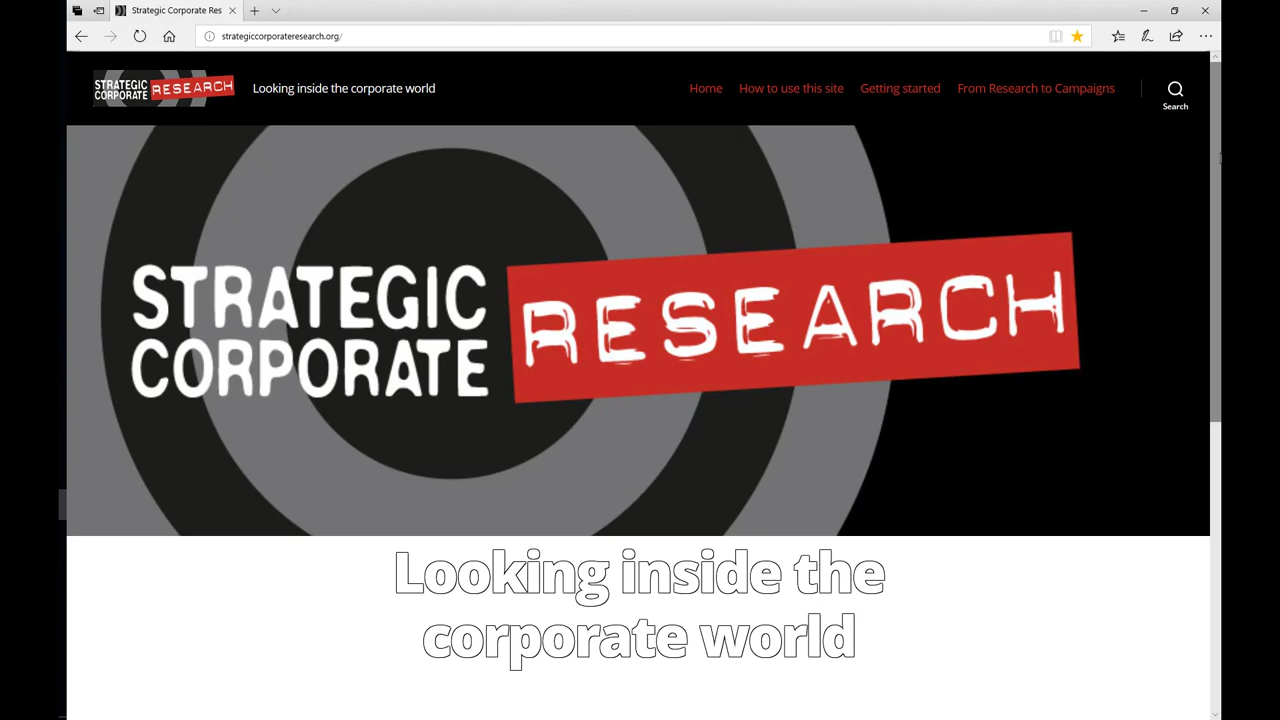 Strategic Corporate Res
strategiccorporateresearch.org/
STRATEGIC CORPORATE RESEARCH
Looking inside the corporate world
Home
How to use this site
Getting started
From Research to Campaigns
Search
STRATEGIC
CORPORATE
RESEARCH
Looking inside the
corporate world